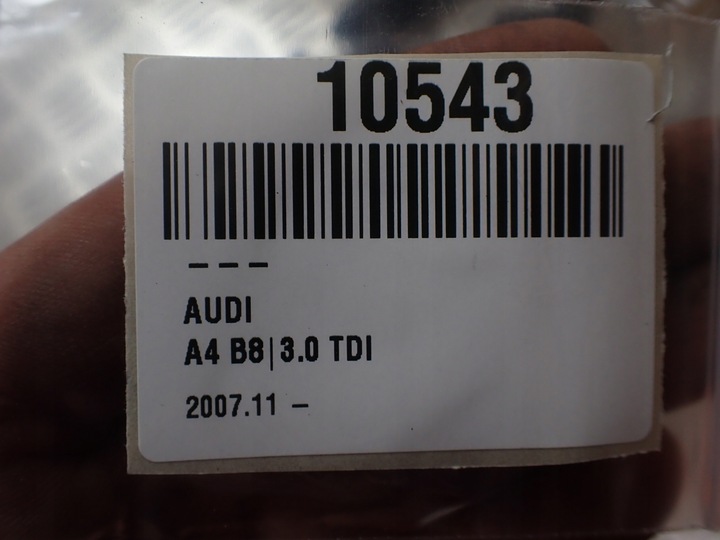 10543
– – –
AUDI
A4 B8|3.0 TDI
2007.11 –